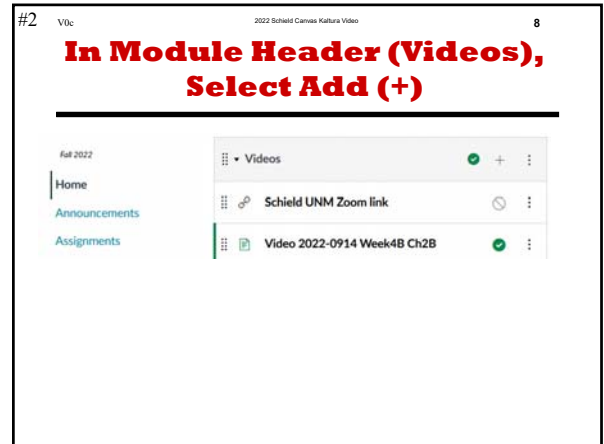 #2 V0c 2022 Schield Canvas Kaltura Video 8
In Module Header (Videos),
Select Add (+)
Fall 2022
Videos
Home
Schield UNM Zoom link
Announcements
Assignments
Video 2022-0914 Week4B Ch2B